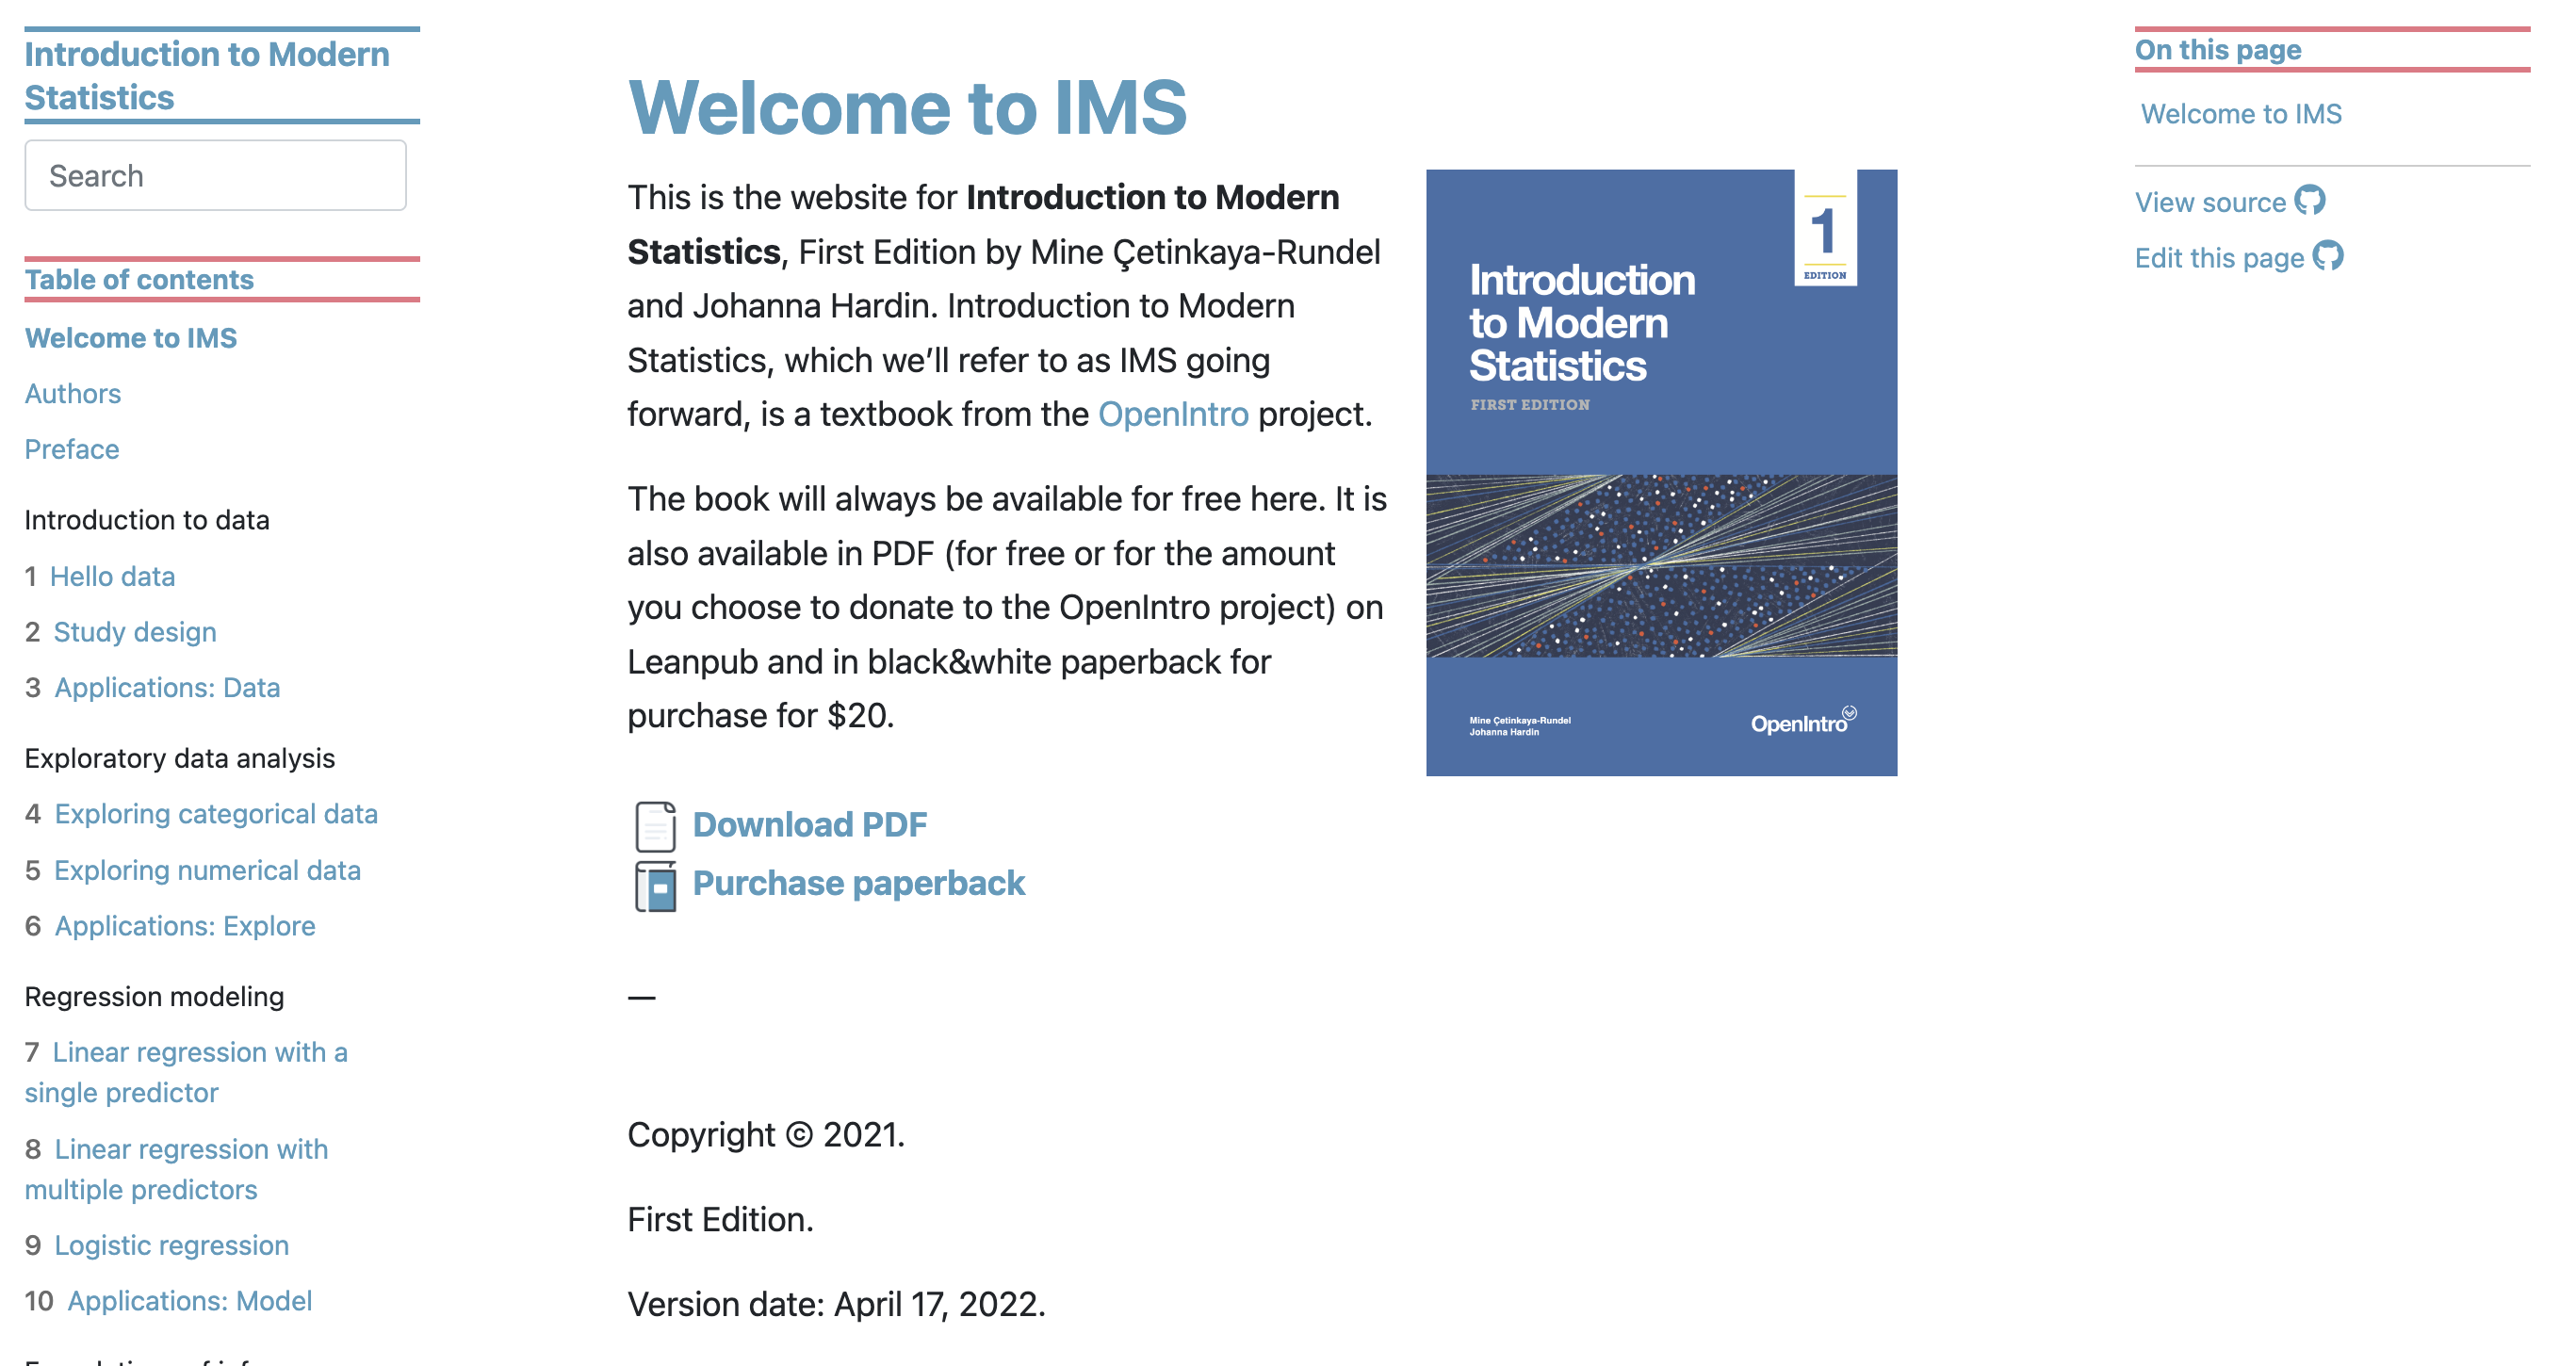 Introduction to Modern
Statistics
Search
Table of contents
Welcome to IMS
Authors
Preface
Introduction to data
1 Hello data
2 Study design
3 Applications: Data
Exploratory data analysis
4 Exploring categorical data
5 Exploring numerical data
6 Applications: Explore
Regression modeling
7 Linear regression with a
single predictor
8 Linear regression with
multiple predictors
9 Logistic regression
10 Applications: Model
Welcome to IMS
This is the website for Introduction to Modern
Statistics, First Edition by Mine Çetinkaya-Rundel
and Johanna Hardin. Introduction to Modern
Statistics, which we’ll refer to as IMS going
forward, is a textbook from the OpenIntro project.
The book will always be available for free here. It is
also available in PDF (for free or for the amount
you choose to donate to the OpenIntro project) on
Leanpub and in black&white paperback for
purchase for $20.
Download PDF
Purchase paperback
—
Copyright © 2021.
First Edition.
Version date: April 17, 2022.
1
EDITION
Introduction
to Modern
Statistics
FIRST EDITION
Mine Çetinkaya-Rundel
Johanna Hardin
OpenIntro
On this page
Welcome to IMS
View source
Edit this page